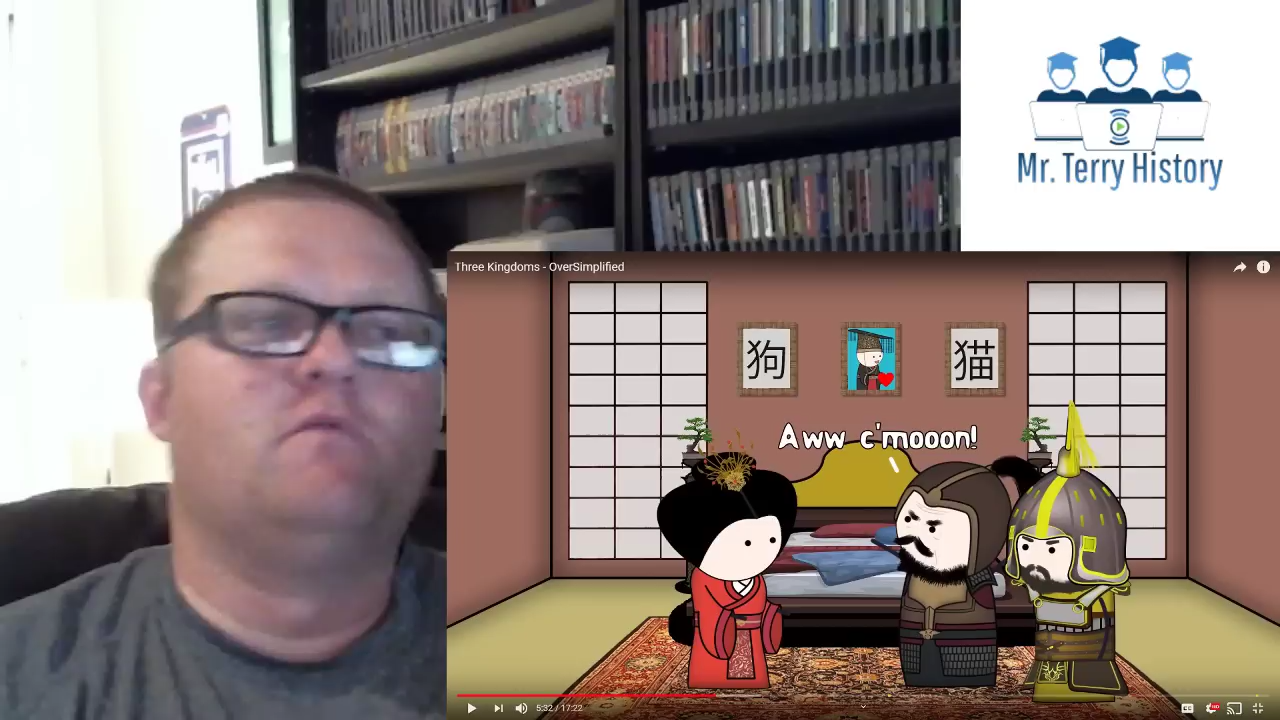 Mr. Terry History
Three Kingdoms - OverSimplified
狗
猫
Aww c'mooon!
5:32 / 17:22